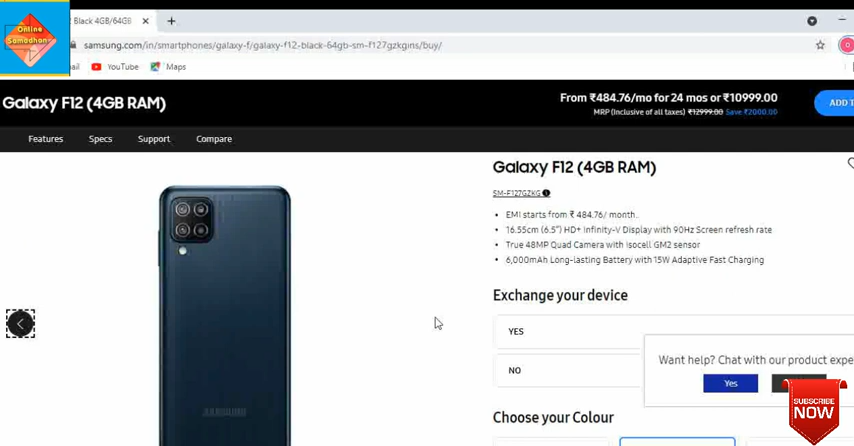 Online
Samadhan
Black 4GB/64GB
samsung.com/in/smartphones/galaxy-f/galaxy-f12-black-64gb-sm-f127gzkgins/buy/
YouTube
Maps
Galaxy F12 (4GB RAM)
From ₹484.76/mo for 24 mos or ₹10999.00
MRP (Inclusive of all taxes) ₹12999.00 Save ₹2000.00
ADD T
Features Specs Support Compare
Galaxy F12 (4GB RAM)
SM-F127GZKG
EMI starts from ₹ 484.76/ month.
16.55cm (6.5") HD+ Infinity-V Display with 90Hz Screen refresh rate
True 48MP Quad Camera with Isocell GM2 sensor
6,000mAh Long-lasting Battery with 15W Adaptive Fast Charging
SAMSUNG
Exchange your device
YES
NO
Want help? Chat with our product expe
Yes
SUBSCRIBE
NOW
Choose your Colour